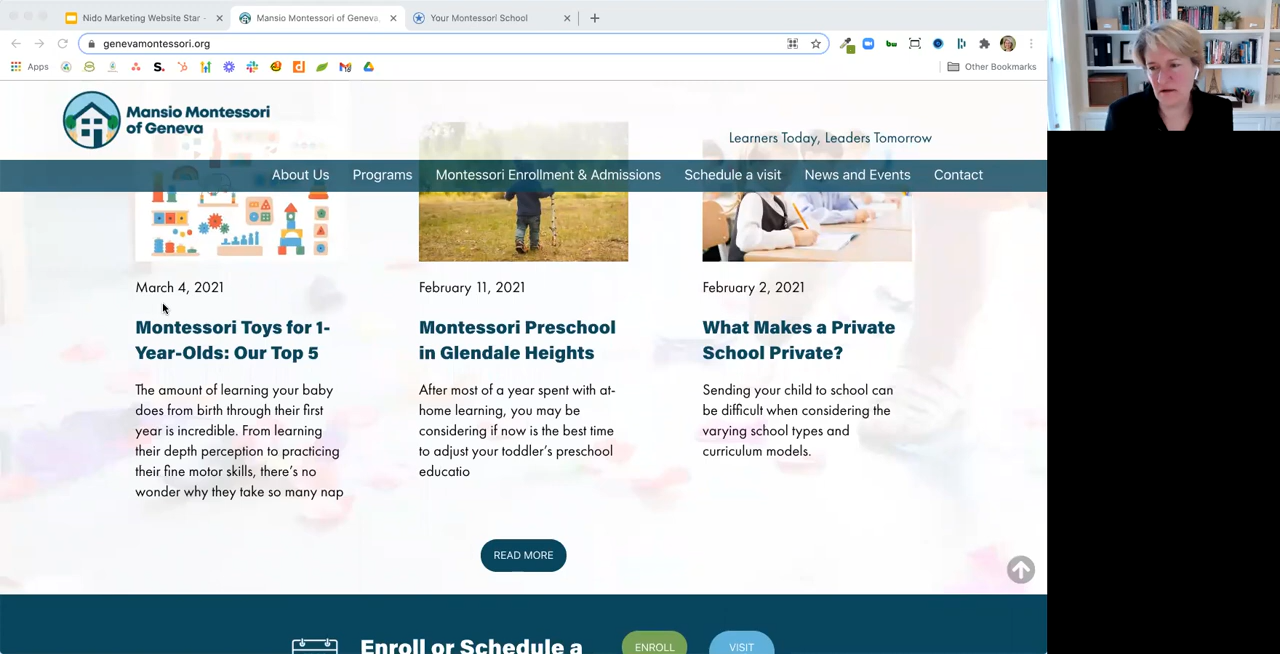 Nido Marketing Website Star -
Mansio Montessori of Geneva,
Your Montessori School
genevamontessori.org
Apps
Other Bookmarks
Mansio Montessori
of Geneva
Learners Today, Leaders Tomorrow
About Us Programs Montessori Enrollment & Admissions Schedule a visit News and Events Contact
March 4, 2021
Montessori Toys for 1-
Year-Olds: Our Top 5
The amount of learning your baby
does from birth through their first
year is incredible. From learning
their depth perception to practicing
their fine motor skills, there's no
wonder why they take so many nap
February 11, 2021
Montessori Preschool
in Glendale Heights
After most of a year spent with at-
home learning, you may be
considering if now is the best time
to adjust your toddler's preschool
educatio
February 2, 2021
What Makes a Private
School Private?
Sending your child to school can
be difficult when considering the
varying school types and
curriculum models.
READ MORE
Enroll or Schedule a
ENROLL
VISIT